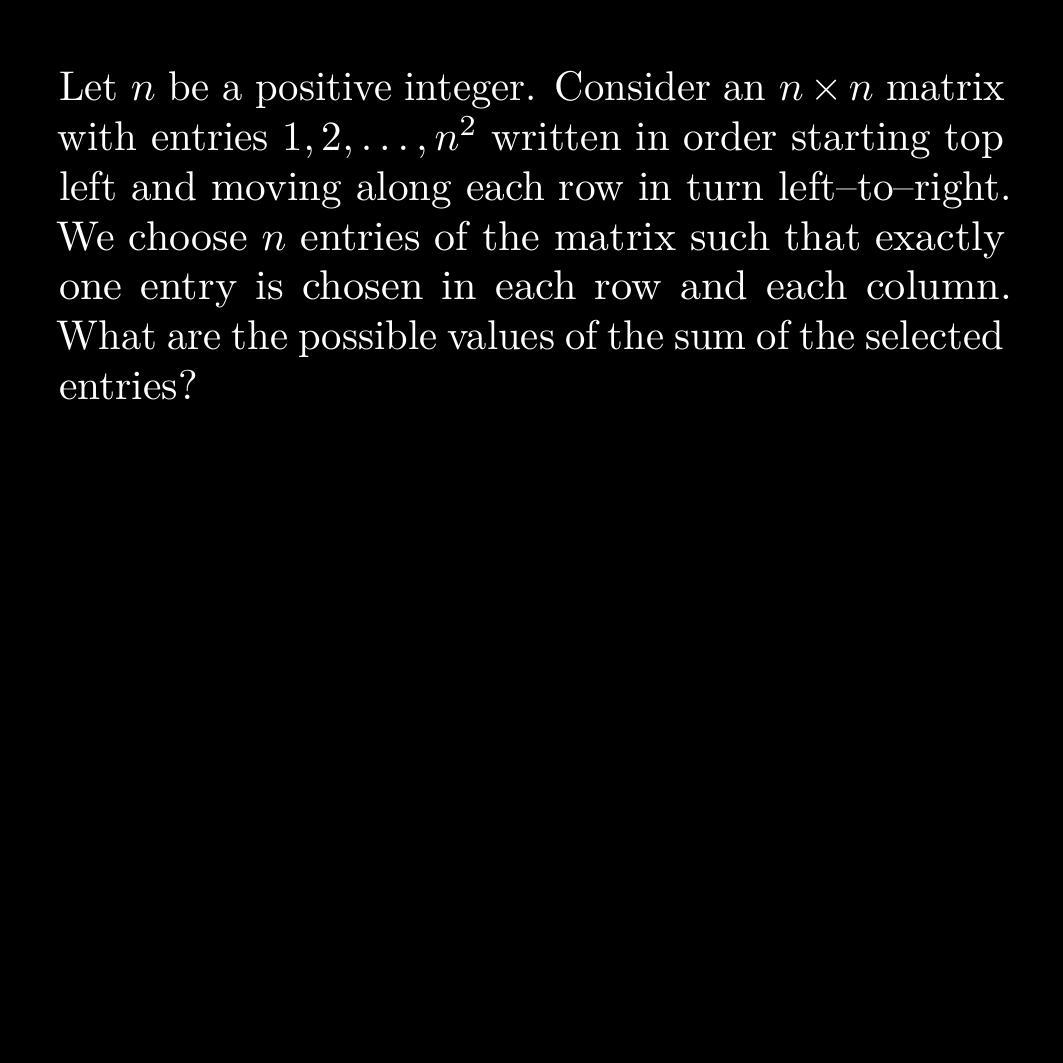 Let n be a positive integer. Consider an n × n matrix
with entries 1, 2, . . . , n² written in order starting top
left and moving along each row in turn left–to–right.
We choose n entries of the matrix such that exactly
one entry is chosen in each row and each column.
What are the possible values of the sum of the selected
entries?